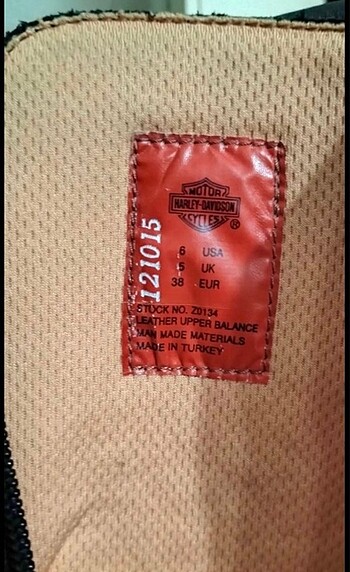 MOTOR
HARLEY-DAVIDSON
CYCLES ®
121015
6 USA
5 UK
38 EUR
STOCK NO. Z0134
LEATHER UPPER BALANCE
MAN MADE MATERIALS
MADE IN TURKEY